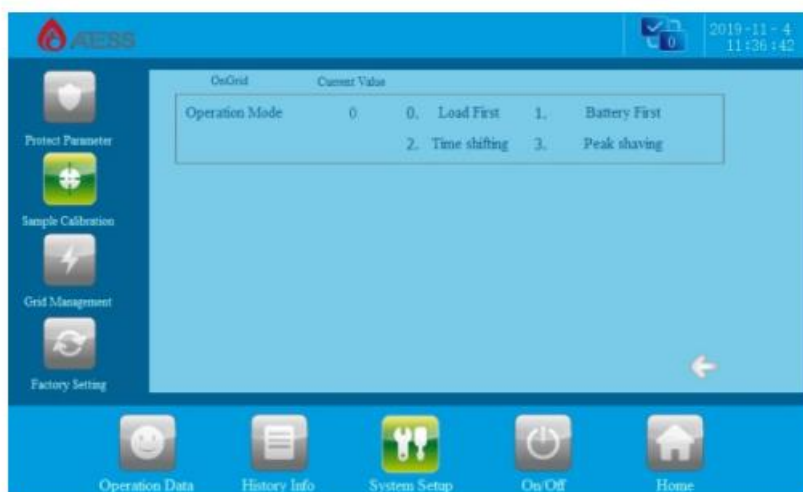 ATESS
0
2019-11-4
11:36:42
OnGrid Current Value
Operation Mode 0 0. Load First 1. Battery First
2. Time shifting 3. Peak shaving
Protect Parameter
Sample Calibration
Grid Management
Factory Setting
Operation Data History Info System Setup On/Off Home